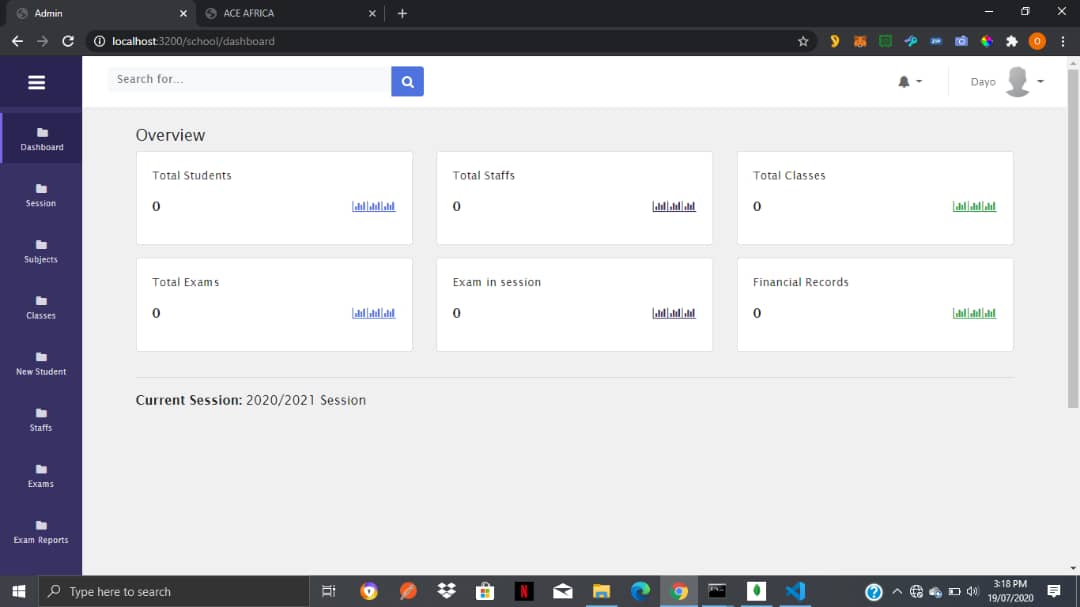 Admin
ACE AFRICA
localhost:3200/school/dashboard
O
Search for...
Dayo
Dashboard
Session
Subjects
Classes
New Student
Staffs
Exams
Exam Reports
Overview
Total Students
0
Total Staffs
0
Total Classes
0
Total Exams
0
Exam in session
0
Financial Records
0
Current Session: 2020/2021 Session
Type here to search
N
3:18 PM
19/07/2020